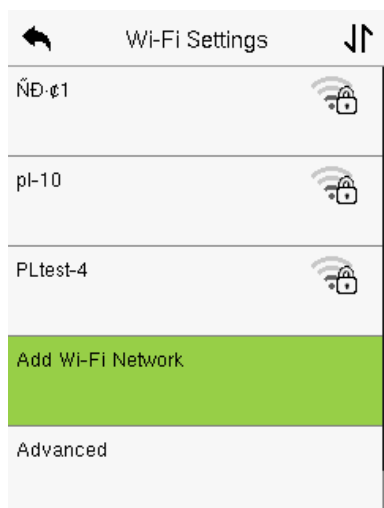 Wi-Fi Settings
ÑÐ·¢1
pl-10
PLtest-4
Add Wi-Fi Network
Advanced